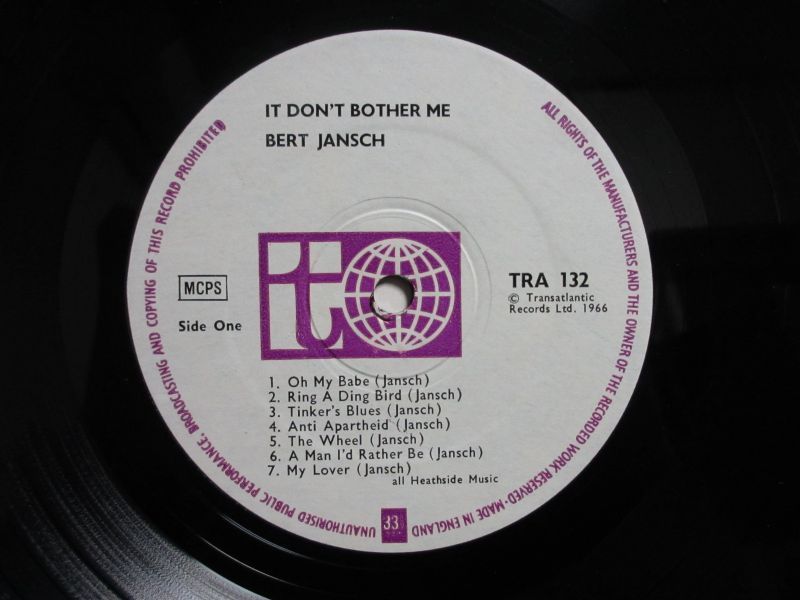 IT DON'T BOTHER ME
BERT JANSCH
it
MCPS
Side One
TRA 132
© Transatlantic
Records Ltd. 1966
1. Oh My Babe (Jansch)
2. Ring A Ding Bird (Jansch)
3. Tinker's Blues (Jansch)
4. Anti Apartheid (Jansch)
5. The Wheel (Jansch)
6. A Man I'd Rather Be (Jansch)
7. My Lover (Jansch)
all Heathside Music
33
ALL RIGHTS OF THE MANUFACTURERS AND THE OWNER OF THE RECORDED WORK RESERVED - MADE IN ENGLAND
UNAUTHORISED PUBLIC PERFORMANCE, BROADCASTING AND COPYING OF THIS RECORD PROHIBITED